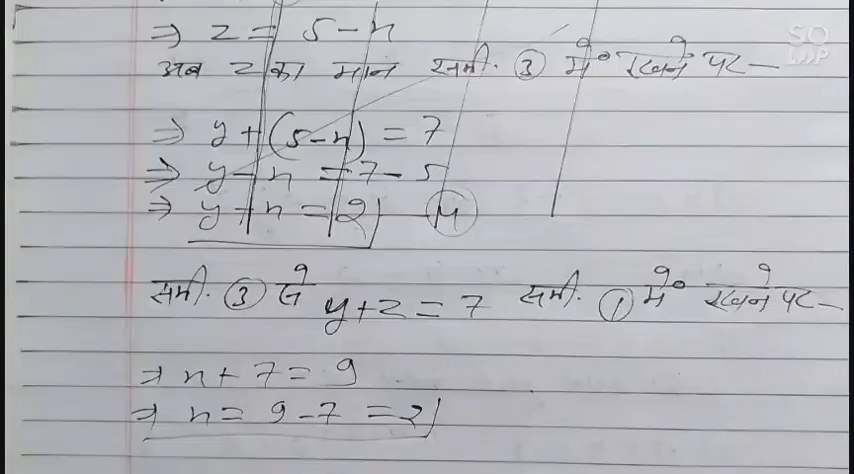 ⇒ z = 5 - x
अब z का मान समी. ③ में रखने पर -
⇒ y + (5 - x) = 7
⇒ y - x = 7 - 5
⇒ y - x = 2 ④
समी. ③ से y + z = 7 समी. ① में रखने पर -
⇒ x + 7 = 9
⇒ x = 9 - 7 = 2